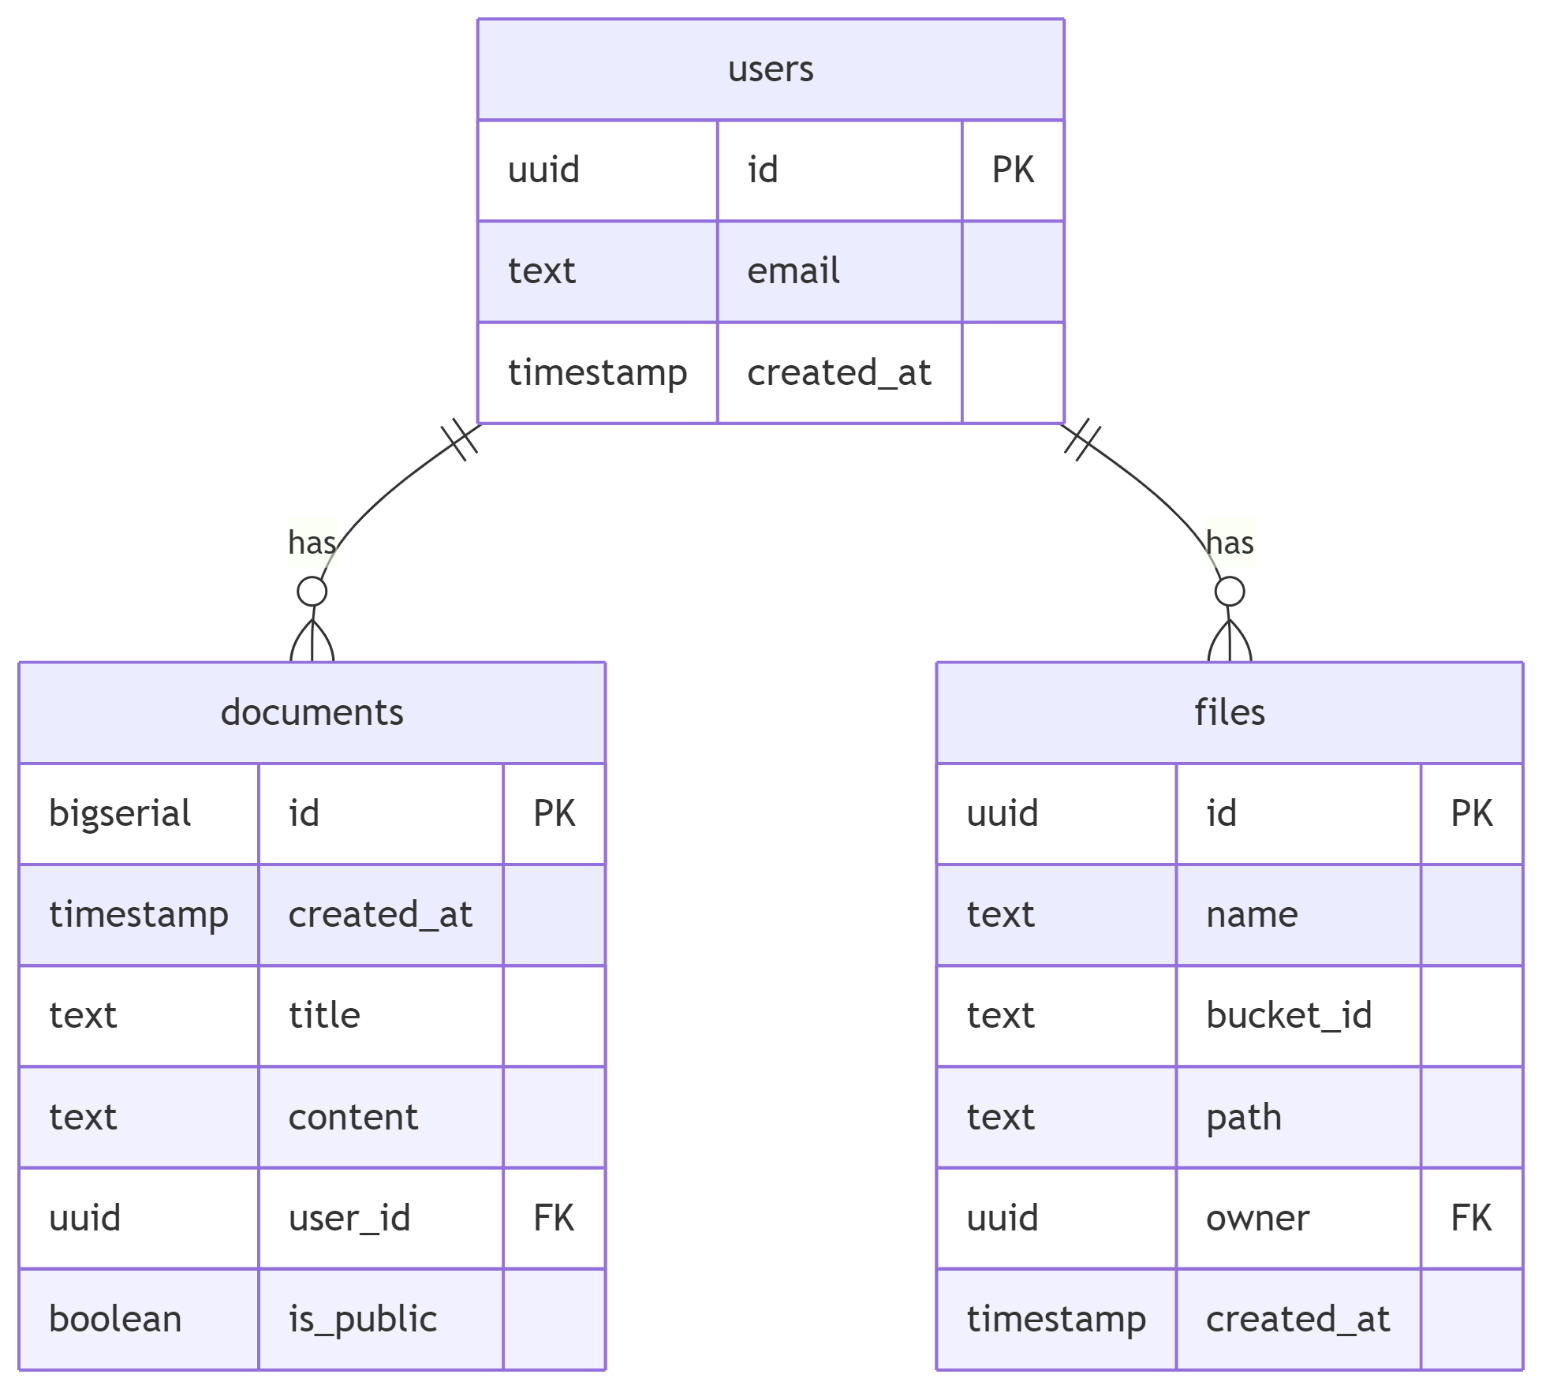 users
uuid id PK
text email
timestamp created_at
has
has
documents
bigserial id PK
timestamp created_at
text title
text content
uuid user_id FK
boolean is_public
files
uuid id PK
text name
text bucket_id
text path
uuid owner FK
timestamp created_at